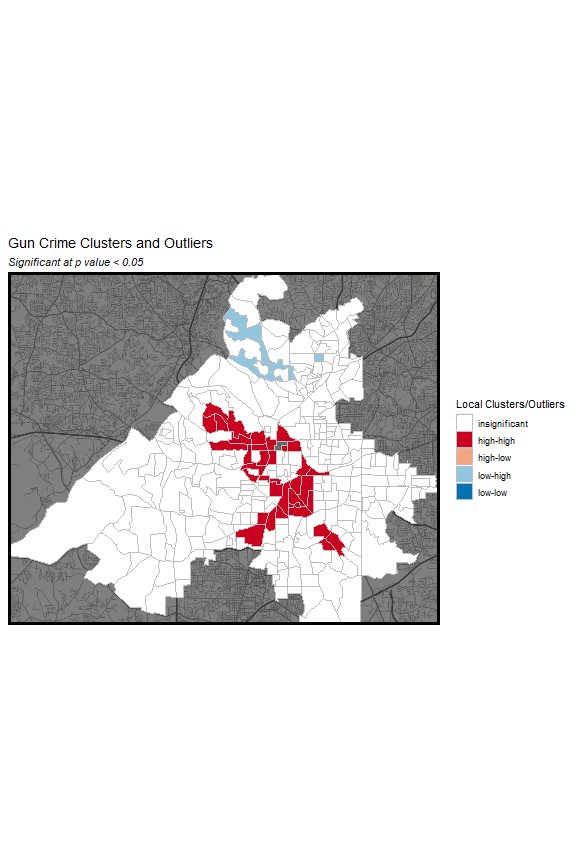 Gun Crime Clusters and Outliers
Significant at p value < 0.05
Local Clusters/Outliers
insignificant
high-high
high-low
low-high
low-low